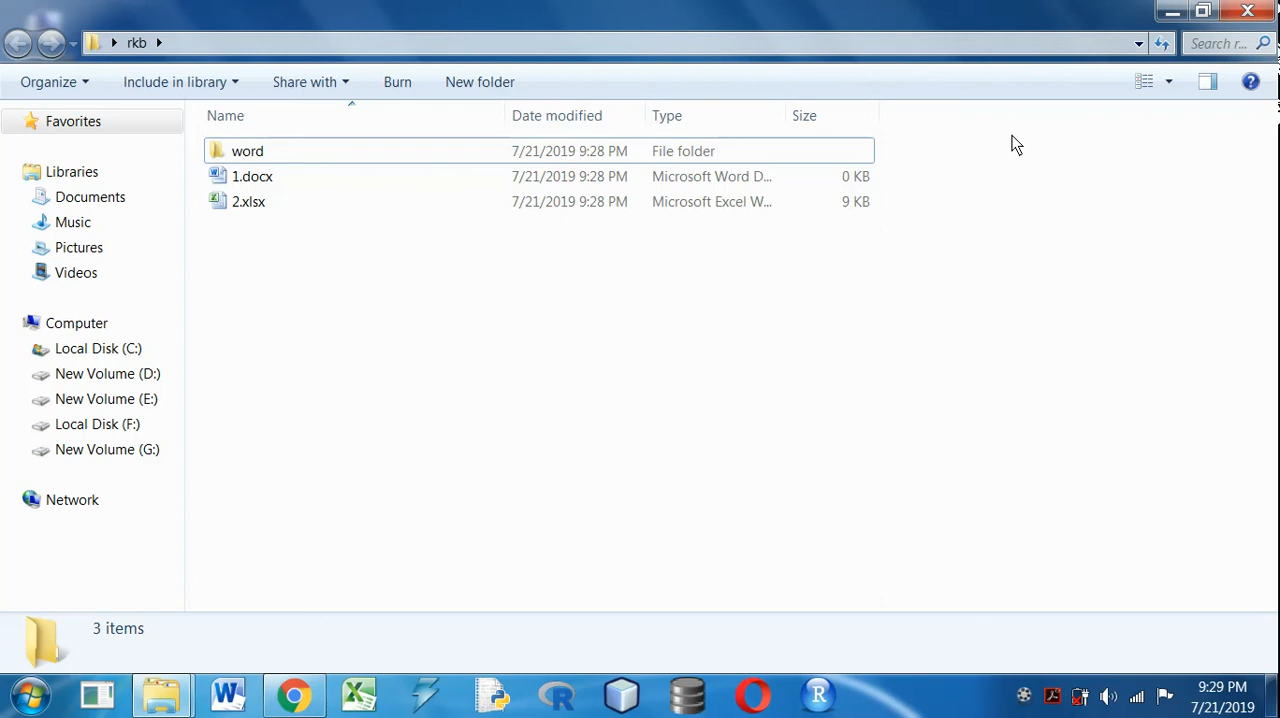 rkb
Search r...
Organize Include in library Share with Burn New folder
Name Date modified Type Size
word 7/21/2019 9:28 PM File folder
1.docx 7/21/2019 9:28 PM Microsoft Word D... 0 KB
2.xlsx 7/21/2019 9:28 PM Microsoft Excel W... 9 KB
Favorites
Libraries
Documents
Music
Pictures
Videos
Computer
Local Disk (C:)
New Volume (D:)
New Volume (E:)
Local Disk (F:)
New Volume (G:)
Network
3 items
9:29 PM
7/21/2019